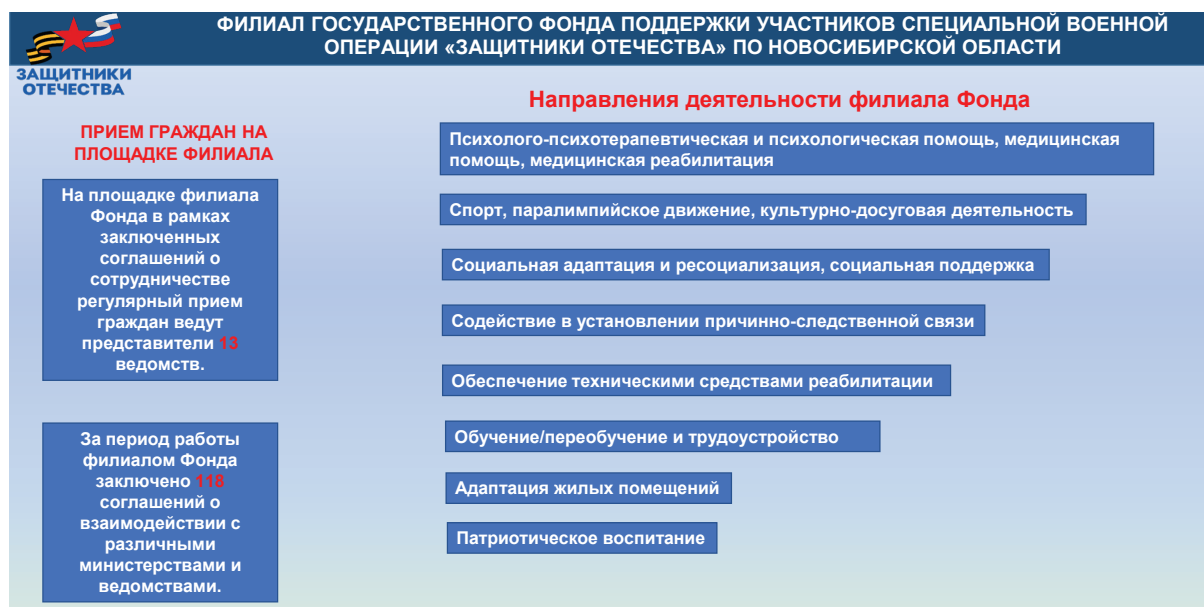 ФИЛИАЛ ГОСУДАРСТВЕННОГО ФОНДА ПОДДЕРЖКИ УЧАСТНИКОВ СПЕЦИАЛЬНОЙ ВОЕННОЙ
ОПЕРАЦИИ «ЗАЩИТНИКИ ОТЕЧЕСТВА» ПО НОВОСИБИРСКОЙ ОБЛАСТИ
ЗАЩИТНИКИ
ОТЕЧЕСТВА
ПРИЕМ ГРАЖДАН НА
ПЛОЩАДКЕ ФИЛИАЛА
На площадке филиала
Фонда в рамках
заключенных
соглашений о
сотрудничестве
регулярный прием
граждан ведут
представители 13
ведомств.
За период работы
филиалом Фонда
заключено 118
соглашений о
взаимодействии с
различными
министерствами и
ведомствами.
Направления деятельности филиала Фонда
Психолого-психотерапевтическая и психологическая помощь, медицинская
помощь, медицинская реабилитация
Спорт, паралимпийское движение, культурно-досуговая деятельность
Социальная адаптация и ресоциализация, социальная поддержка
Содействие в установлении причинно-следственной связи
Обеспечение техническими средствами реабилитации
Обучение/переобучение и трудоустройство
Адаптация жилых помещений
Патриотическое воспитание